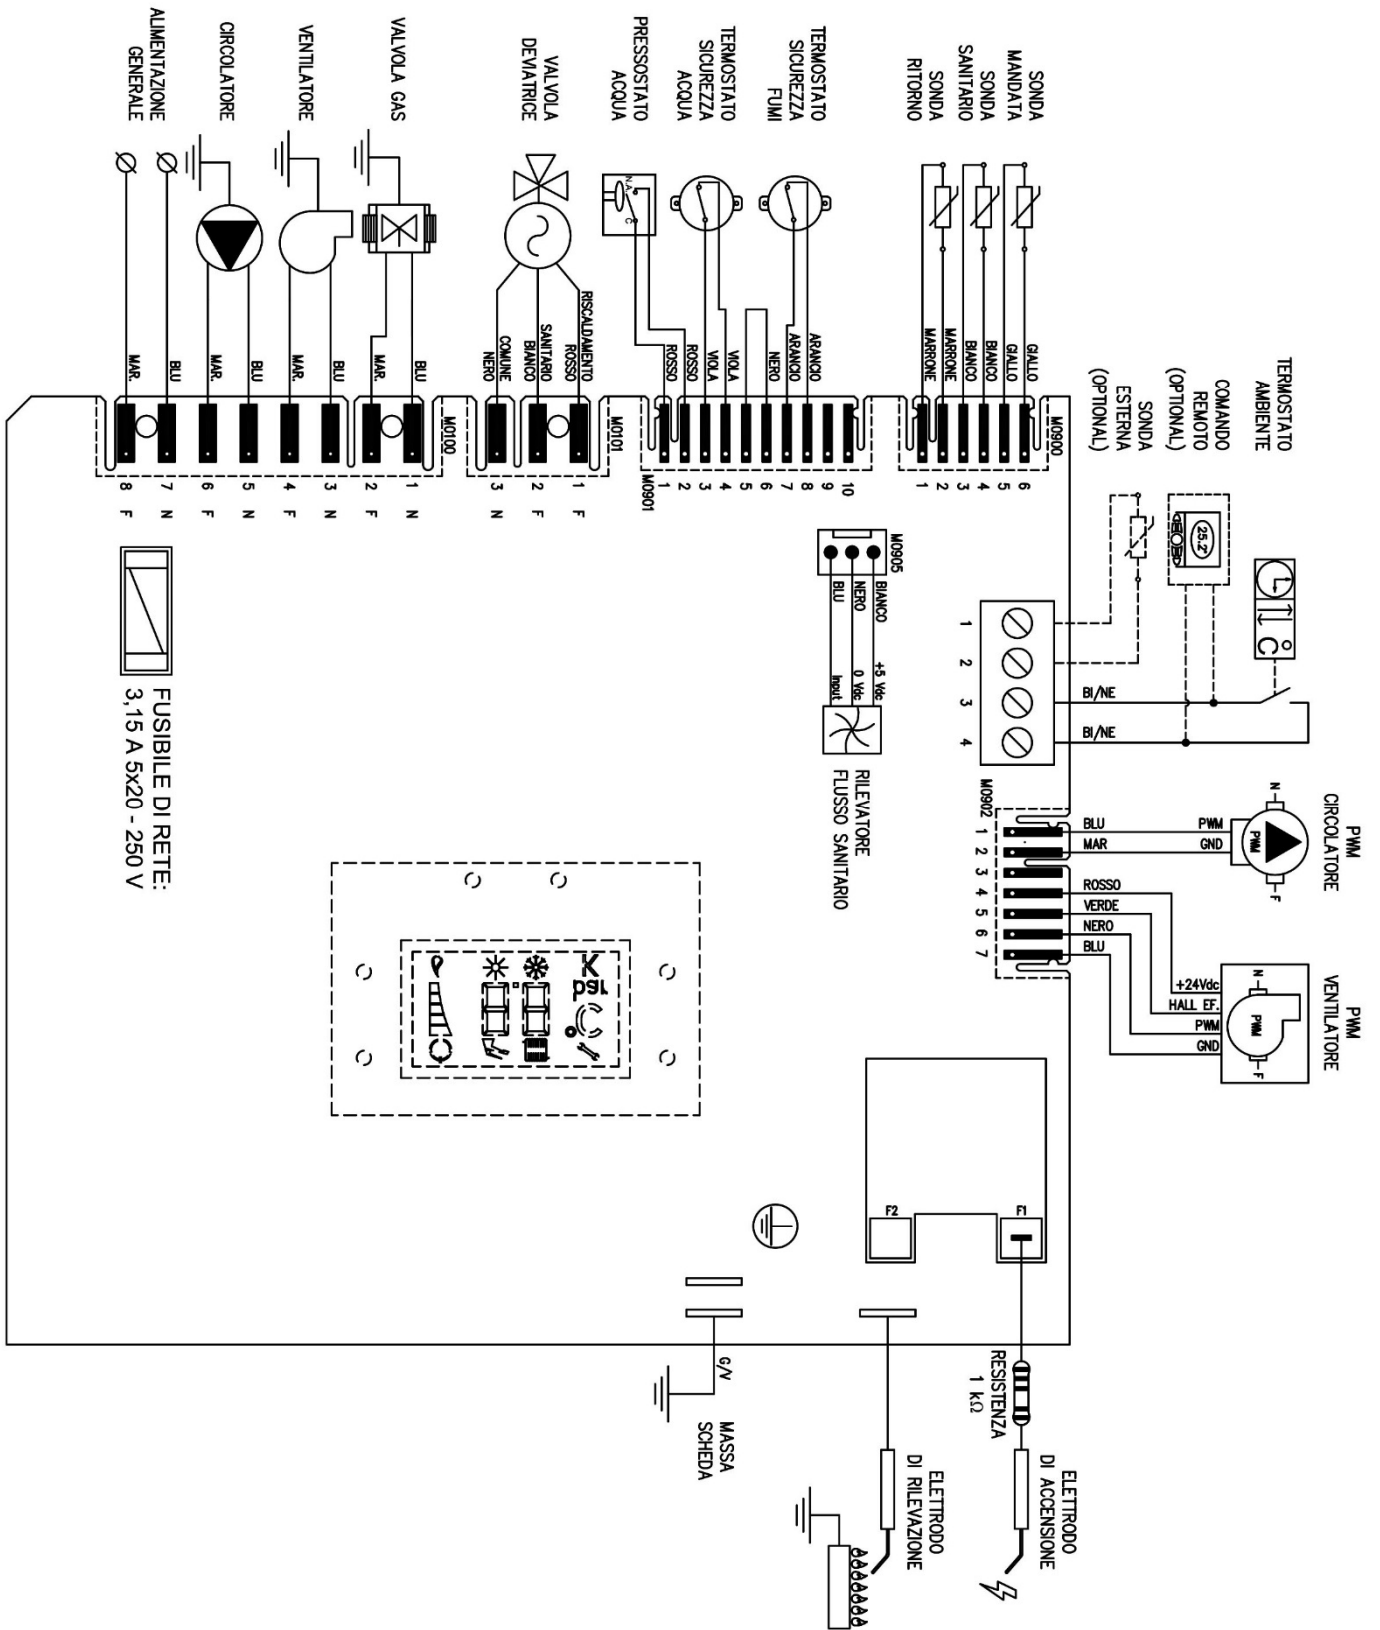 ALIMENTAZIONE
GENERALE
CIRCOLATORE
VENTILATORE
VALVOLA GAS
VALVOLA
DEVIATRICE
PRESSOSTATO
ACQUA
TERMOSTATO
SICUREZZA
ACQUA
TERMOSTATO
SICUREZZA
FUMI
SONDA
RITORNO
SONDA
SANITARIO
SONDA
MANDATA
N.A.
C
MAR.
BLU
MAR.
BLU
MAR.
BLU
MAR.
BLU
COMUNE
NERO
SANITARIO
BIANCO
RISCALDAMENTO
ROSSO
ROSSO
ROSSO
VIOLA
VIOLA
NERO
ARANCIO
ARANCIO
MARRONE
MARRONE
BIANCO
BIANCO
GIALLO
GIALLO
M0100
8 F
7 N
6 F
5 N
4 F
3 N
2 F
1 N
M0101
3 N
2 F
1 F
M0901
1
2
3
4
5
6
7
8
9
10
M0900
1
2
3
4
5
6
TERMOSTATO
AMBIENTE
COMANDO
REMOTO
(OPTIONAL)
SONDA
ESTERNA
(OPTIONAL)
25.2°
°C
BI/NE
BI/NE
1
2
3
4
M0905
BIANCO
NERO
BLU
+5 Vdc
0 Vdc
Input
RILEVATORE
FLUSSO SANITARIO
FUSIBILE DI RETE:
3,15 A 5x20 - 250 V
M0902
1
2
3
4
5
6
7
BLU
MAR
ROSSO
VERDE
NERO
BLU
PWM
GND
+24Vdc
HALL EF.
PWM
GND
PWM
CIRCOLATORE
N
PWM
F
PWM
VENTILATORE
N
PWM
F
K
psi
°C
F2
F1
G/V
MASSA
SCHEDA
RESISTENZA
1 kΩ
ELETTRODO
DI ACCENSIONE
ELETTRODO
DI RILEVAZIONE